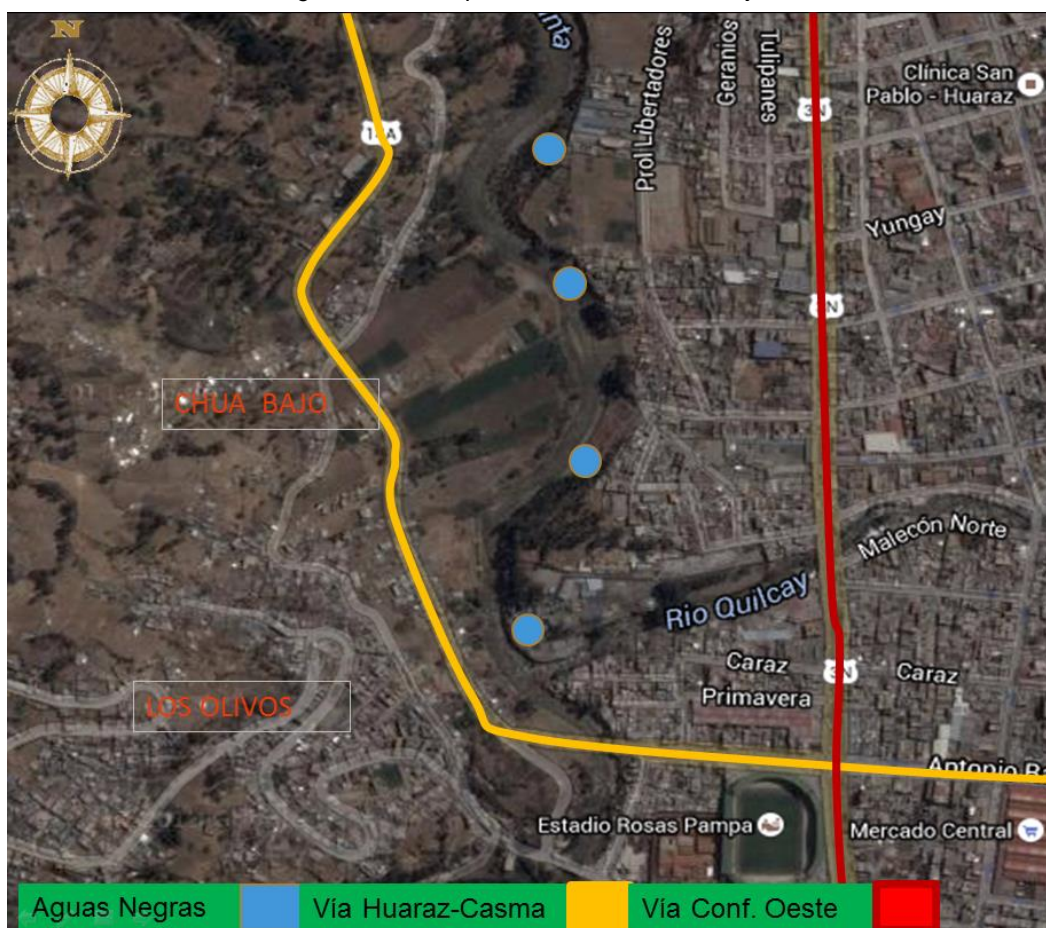 N
anta
Prol Libertadores
Geranios
Tulipanes
Clínica San
Pablo - Huaraz
3N
Yungay
3N
CHUA BAJO
Malecón Norte
Rio Quilcay
LOS OLIVOS
Caraz
3N
Caraz
Primavera
Antonio Ra
Estadio Rosas Pampa
Mercado Central
Aguas Negras
Vía Huaraz-Casma
Vía Conf. Oeste